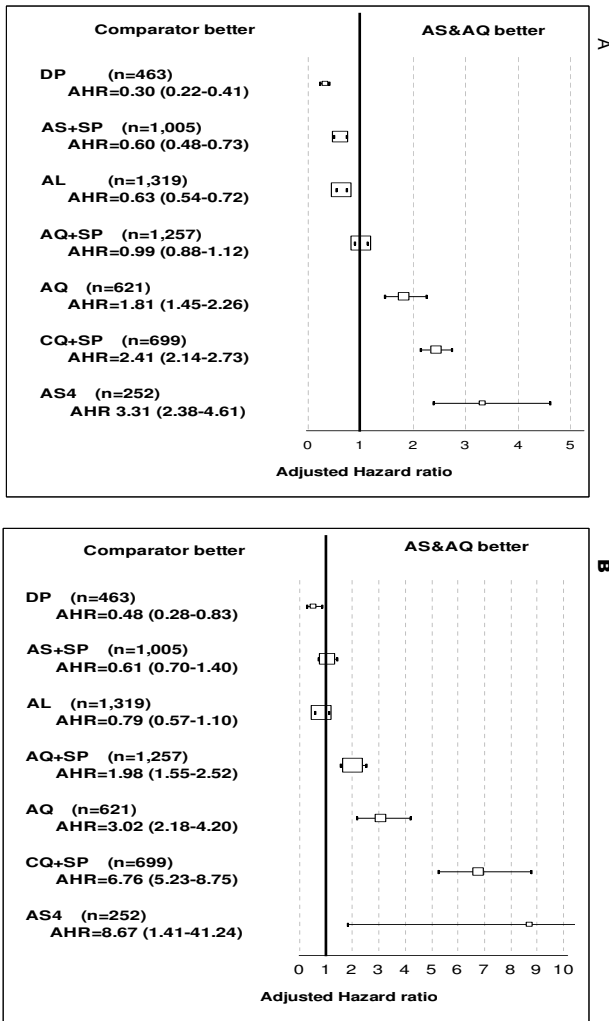 A
Comparator better AS&AQ better
DP (n=463)
AHR=0.30 (0.22-0.41)
AS+SP (n=1,005)
AHR=0.60 (0.48-0.73)
AL (n=1,319)
AHR=0.63 (0.54-0.72)
AQ+SP (n=1,257)
AHR=0.99 (0.88-1.12)
AQ (n=621)
AHR=1.81 (1.45-2.26)
CQ+SP (n=699)
AHR=2.41 (2.14-2.73)
AS4 (n=252)
AHR 3.31 (2.38-4.61)
0 1 2 3 4 5
Adjusted Hazard ratio
B
Comparator better AS&AQ better
DP (n=463)
AHR=0.48 (0.28-0.83)
AS+SP (n=1,005)
AHR=0.61 (0.70-1.40)
AL (n=1,319)
AHR=0.79 (0.57-1.10)
AQ+SP (n=1,257)
AHR=1.98 (1.55-2.52)
AQ (n=621)
AHR=3.02 (2.18-4.20)
CQ+SP (n=699)
AHR=6.76 (5.23-8.75)
AS4 (n=252)
AHR=8.67 (1.41-41.24)
0 1 2 3 4 5 6 7 8 9 10
Adjusted Hazard ratio